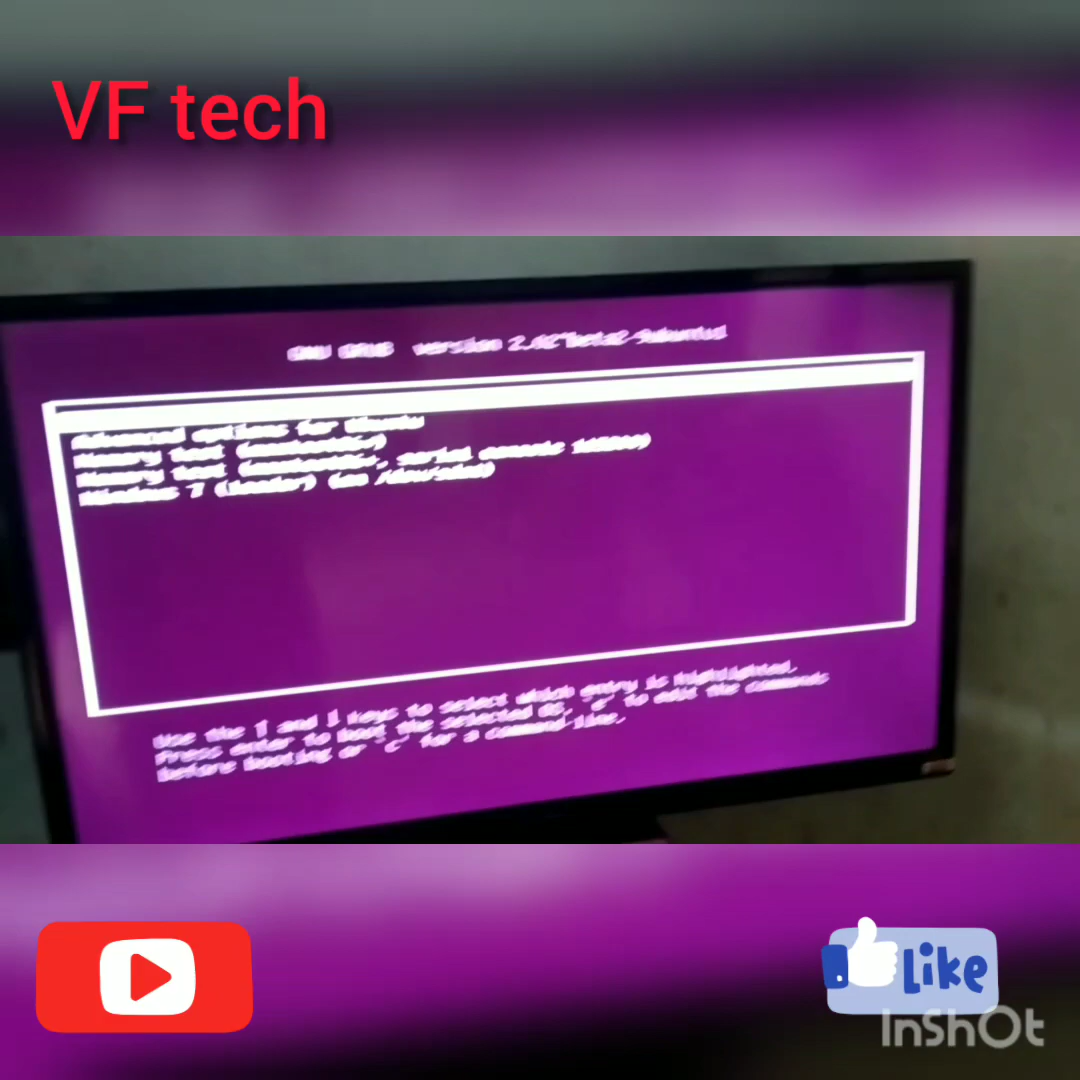 VF tech
GNU GRUB version 2.02~beta2-9ubuntu1
Advanced options for Ubuntu
Memory test (memtest86+)
Memory test (memtest86+, serial console 115200)
Windows 7 (loader) (on /dev/sda1)
Use the ↑ and ↓ keys to select which entry is highlighted.
Press enter to boot the selected OS, `e' to edit the commands
before booting or `c' for a command-line.
Like
InShOt